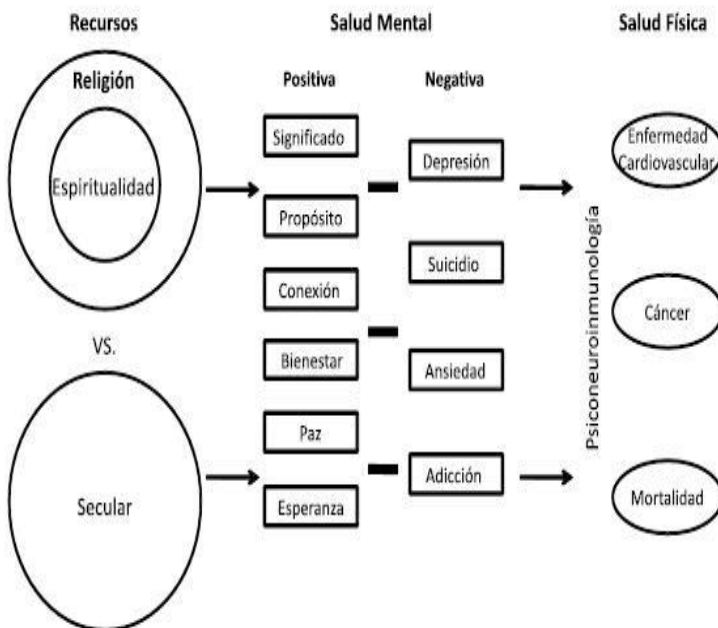 Recursos
Salud Mental
Salud Física
Religión
Espiritualidad
VS.
Secular
Positiva
Negativa
Significado
Propósito
Conexión
Bienestar
Paz
Esperanza
Depresión
Suicidio
Ansiedad
Adicción
Psiconeuroinmunología
Enfermedad
Cardiovascular
Cáncer
Mortalidad